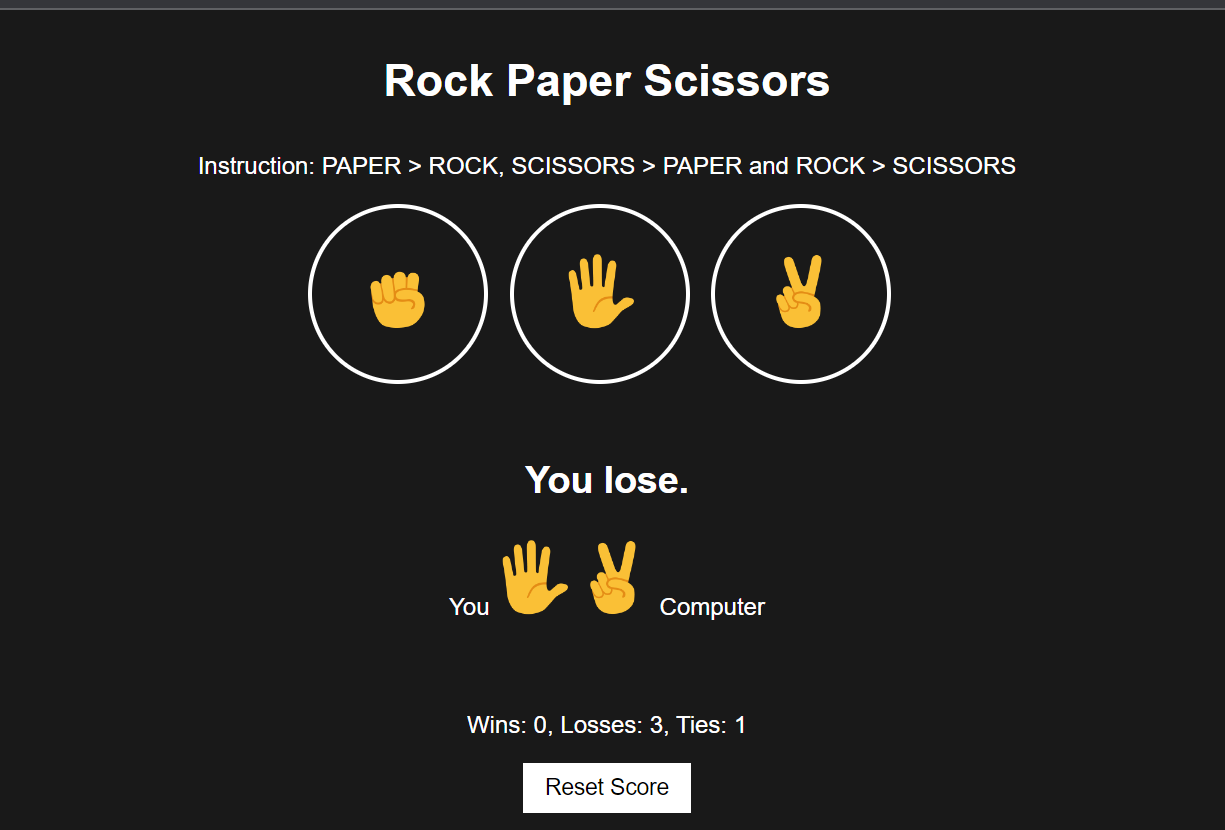 Rock Paper Scissors
Instruction: PAPER > ROCK, SCISSORS > PAPER and ROCK > SCISSORS
You lose.
You Computer
Wins: 0, Losses: 3, Ties: 1
Reset Score